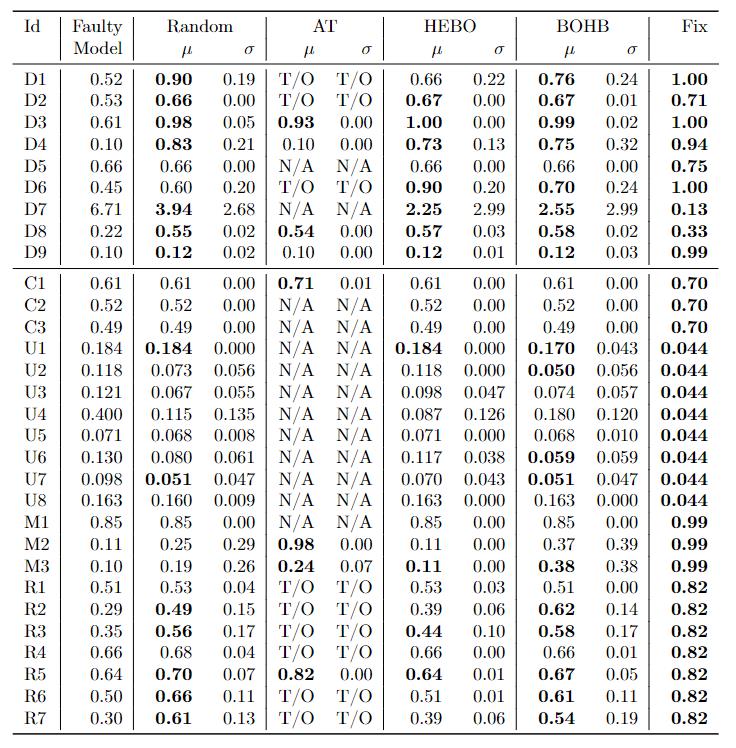 Id Faulty Random AT HEBO BOHB Fix
Model μ σ μ σ μ σ μ σ
D1 0.52 0.90 0.19 T/O T/O 0.66 0.22 0.76 0.24 1.00
D2 0.53 0.66 0.00 T/O T/O 0.67 0.00 0.67 0.01 0.71
D3 0.61 0.98 0.05 0.93 0.00 1.00 0.00 0.99 0.02 1.00
D4 0.10 0.83 0.21 0.10 0.00 0.73 0.13 0.75 0.32 0.94
D5 0.66 0.66 0.00 N/A N/A 0.66 0.00 0.66 0.00 0.75
D6 0.45 0.60 0.20 T/O T/O 0.90 0.20 0.70 0.24 1.00
D7 6.71 3.94 2.68 N/A N/A 2.25 2.99 2.55 2.99 0.13
D8 0.22 0.55 0.02 0.54 0.00 0.57 0.03 0.58 0.02 0.33
D9 0.10 0.12 0.02 0.10 0.00 0.12 0.01 0.12 0.03 0.99
C1 0.61 0.61 0.00 0.71 0.01 0.61 0.00 0.61 0.00 0.70
C2 0.52 0.52 0.00 N/A N/A 0.52 0.00 0.52 0.00 0.70
C3 0.49 0.49 0.00 N/A N/A 0.49 0.00 0.49 0.00 0.70
U1 0.184 0.184 0.000 N/A N/A 0.184 0.000 0.170 0.043 0.044
U2 0.118 0.073 0.056 N/A N/A 0.118 0.000 0.050 0.056 0.044
U3 0.121 0.067 0.055 N/A N/A 0.098 0.047 0.074 0.057 0.044
U4 0.400 0.115 0.135 N/A N/A 0.087 0.126 0.180 0.120 0.044
U5 0.071 0.068 0.008 N/A N/A 0.071 0.000 0.068 0.010 0.044
U6 0.130 0.080 0.061 N/A N/A 0.117 0.038 0.059 0.059 0.044
U7 0.098 0.051 0.047 N/A N/A 0.070 0.043 0.051 0.047 0.044
U8 0.163 0.160 0.009 N/A N/A 0.163 0.000 0.163 0.000 0.044
M1 0.85 0.85 0.00 N/A N/A 0.85 0.00 0.85 0.00 0.99
M2 0.11 0.25 0.29 0.98 0.00 0.11 0.00 0.37 0.39 0.99
M3 0.10 0.19 0.26 0.24 0.07 0.11 0.00 0.38 0.38 0.99
R1 0.51 0.53 0.04 T/O T/O 0.53 0.03 0.51 0.00 0.82
R2 0.29 0.49 0.15 T/O T/O 0.39 0.06 0.62 0.14 0.82
R3 0.35 0.56 0.17 T/O T/O 0.44 0.10 0.58 0.17 0.82
R4 0.66 0.68 0.04 T/O T/O 0.66 0.00 0.66 0.01 0.82
R5 0.64 0.70 0.07 0.82 0.00 0.64 0.01 0.67 0.05 0.82
R6 0.50 0.66 0.11 T/O T/O 0.51 0.01 0.61 0.11 0.82
R7 0.30 0.61 0.13 T/O T/O 0.39 0.06 0.54 0.19 0.82